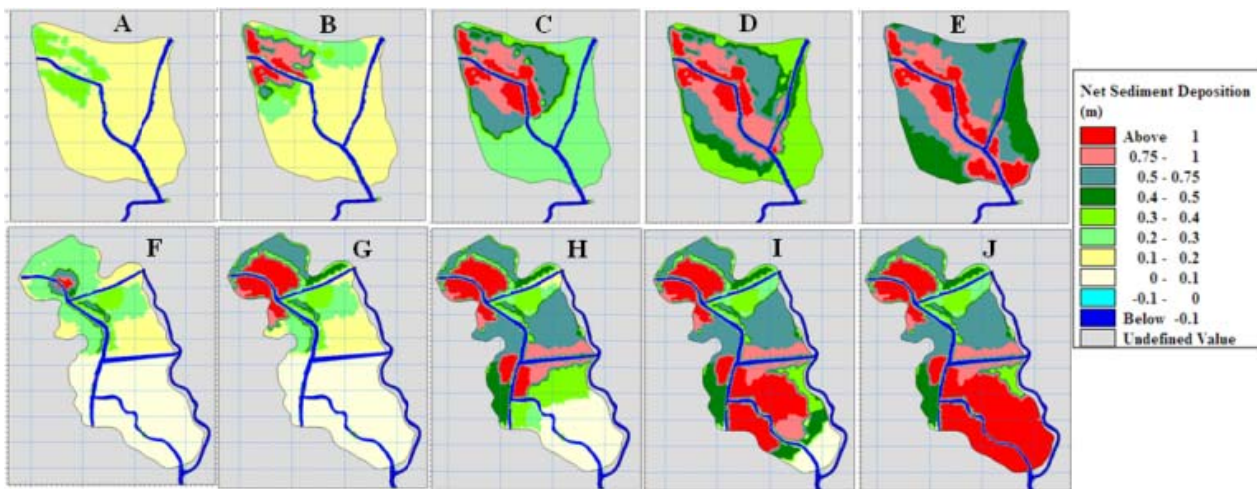 A B C D E
F G H I J
Net Sediment Deposition
(m)
Above 1
0.75 - 1
0.5 - 0.75
0.4 - 0.5
0.3 - 0.4
0.2 - 0.3
0.1 - 0.2
0 - 0.1
-0.1 - 0
Below -0.1
Undefined Value